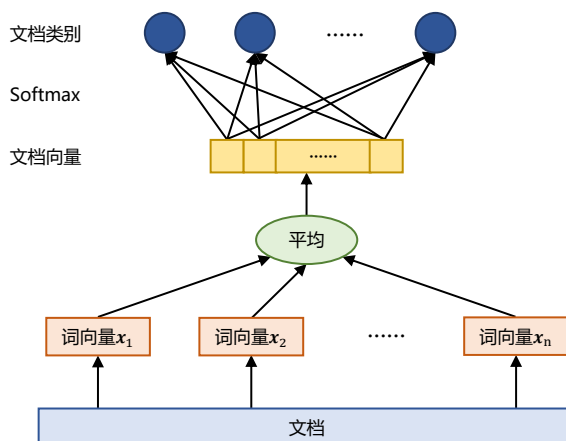 文档类别
……
Softmax
文档向量
……
平均
词向量x₁
词向量x₂
……
词向量xₙ
文档